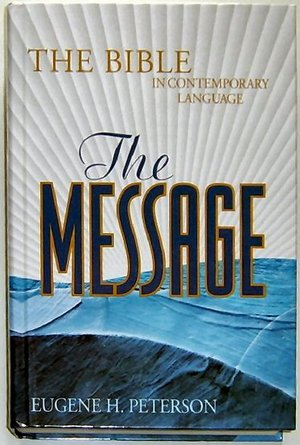 THE BIBLE
IN CONTEMPORARY
LANGUAGE
The
MESSAGE
EUGENE H. PETERSON